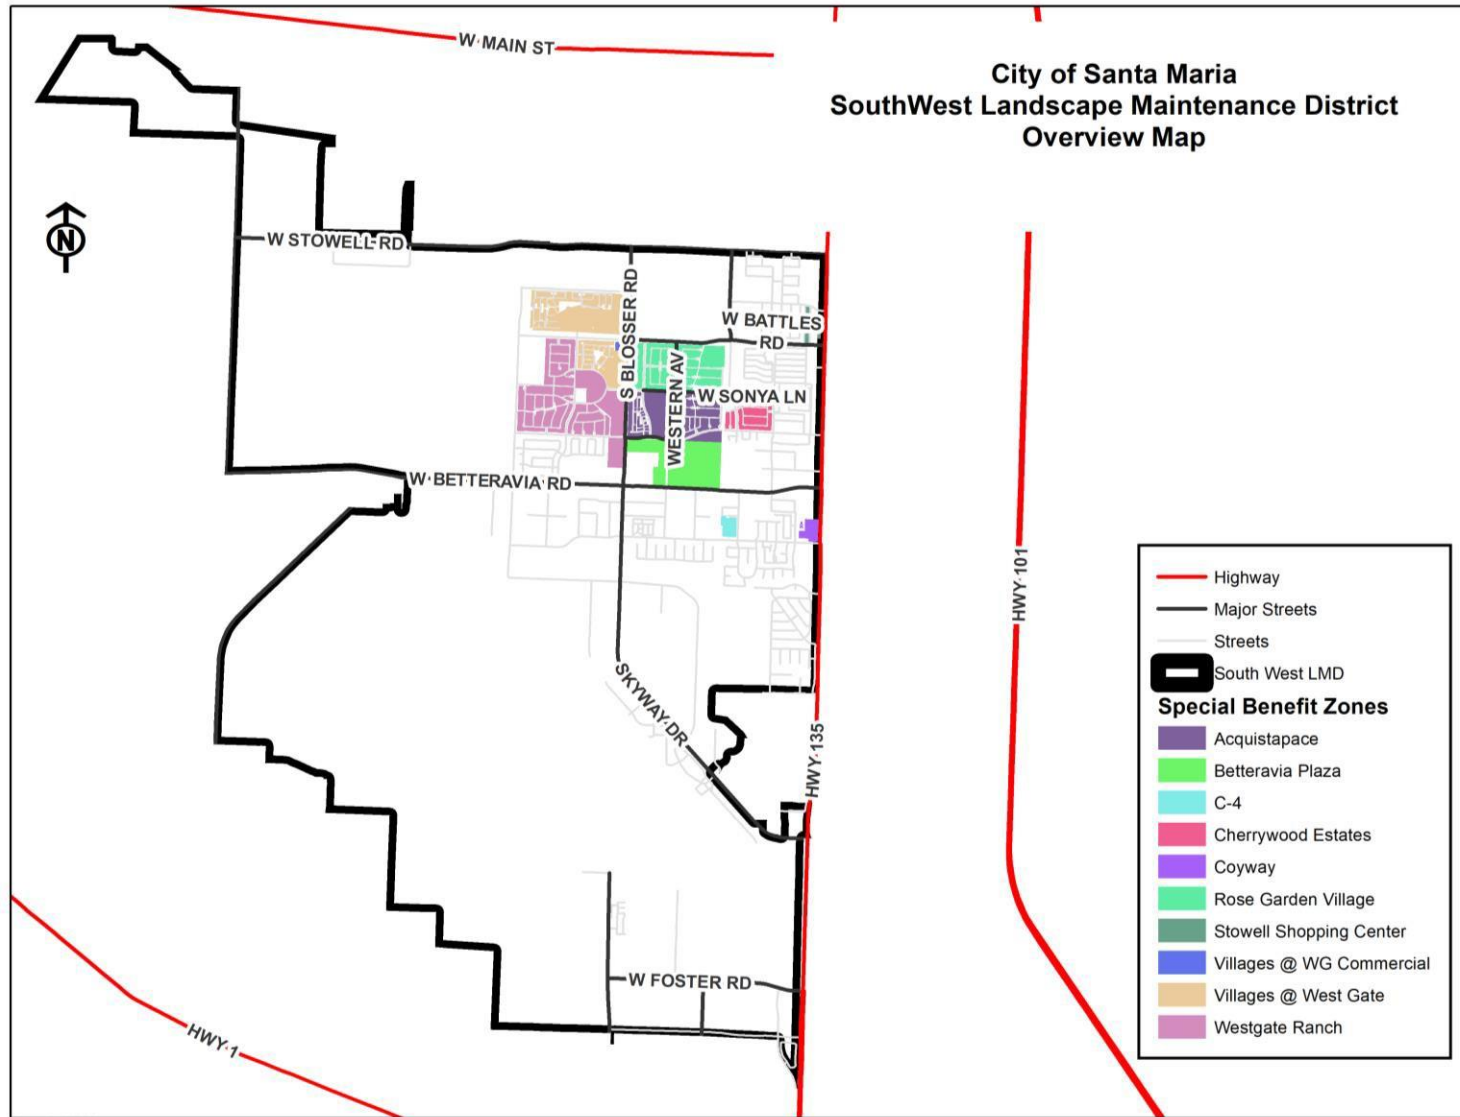 W MAIN ST
City of Santa Maria
SouthWest Landscape Maintenance District
Overview Map
N
W STOWELL RD
S BLOSSER RD
W BATTLES
RD
WESTERN AV
W SONYA LN
W BETTERAVIA RD
HWY 101
SKYWAY DR
HWY 135
W FOSTER RD
HWY 1
Highway
Major Streets
Streets
South West LMD
Special Benefit Zones
Acquistapace
Betteravia Plaza
C-4
Cherrywood Estates
Coyway
Rose Garden Village
Stowell Shopping Center
Villages @ WG Commercial
Villages @ West Gate
Westgate Ranch